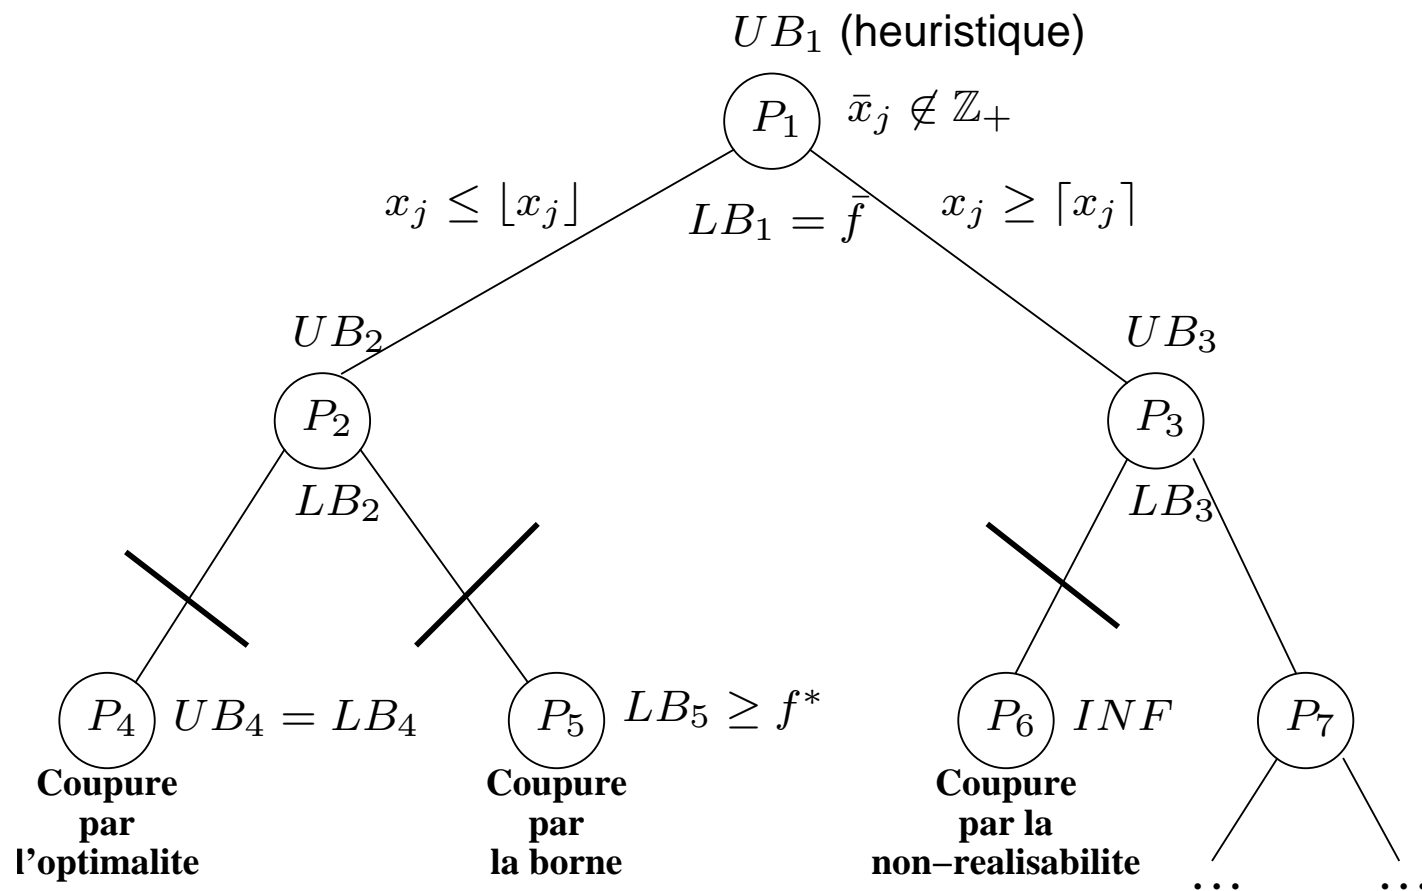 UB₁ (heuristique)
P₁ x̄ⱼ ∉ ℤ₊
xⱼ ≤ ⌊xⱼ⌋ LB₁ = f̄ xⱼ ≥ ⌈xⱼ⌉
UB₂ UB₃
P₂ P₃
LB₂ LB₃
P₄ UB₄ = LB₄ P₅ LB₅ ≥ f* P₆ INF P₇
Coupure Coupure Coupure
par par par la
l'optimalite la borne non−realisabilite
... ...